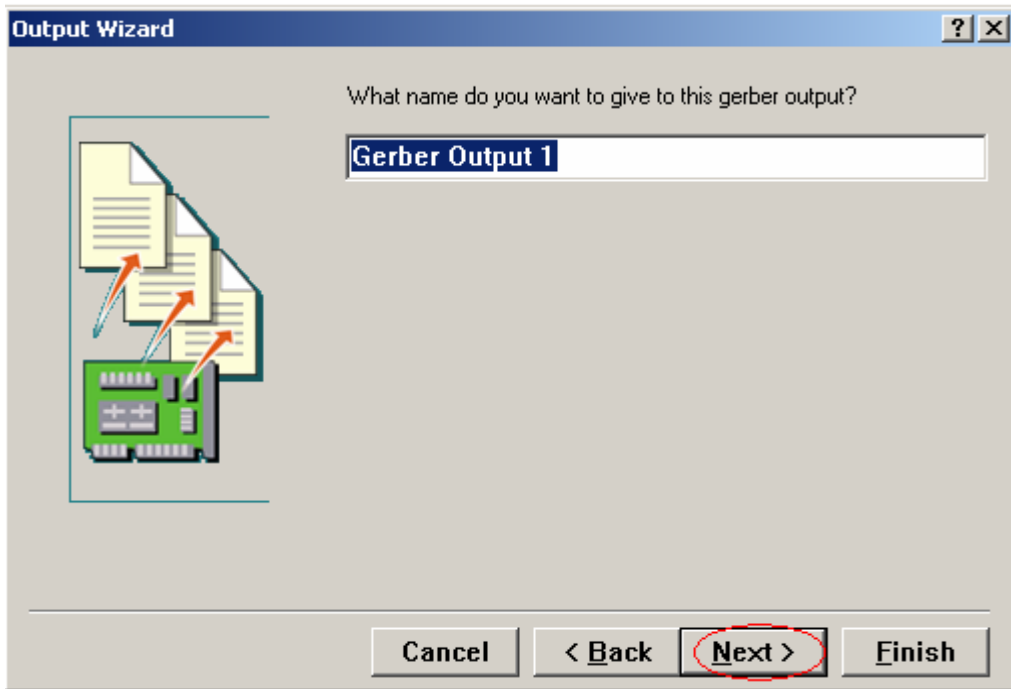 Output Wizard
What name do you want to give to this gerber output?
Gerber Output 1
Cancel
< Back
Next >
Finish